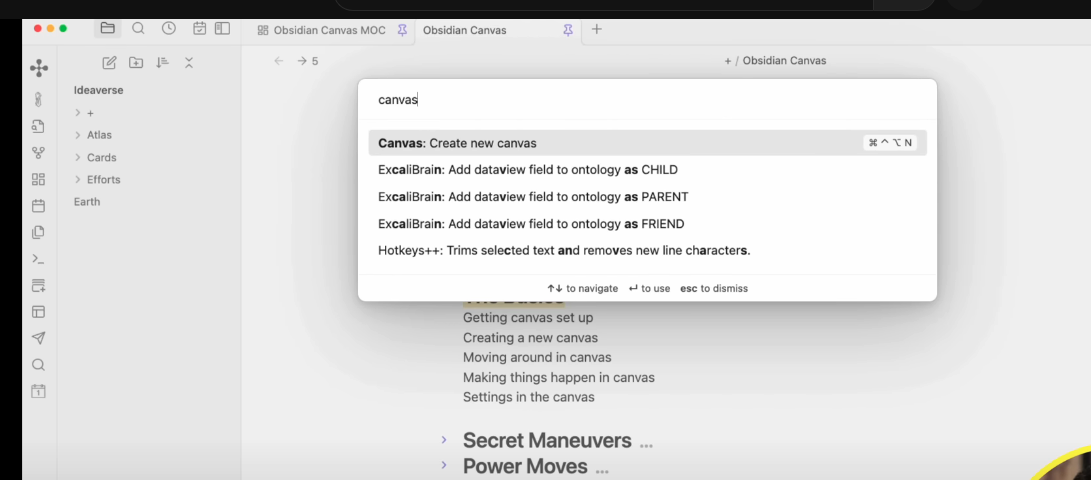 Obsidian Canvas MOC
Obsidian Canvas
5
+ / Obsidian Canvas
Ideaverse
+
Atlas
Cards
Efforts
Earth
canvas
Canvas: Create new canvas ⌘ ^ ⌥ N
ExcaliBrain: Add dataview field to ontology as CHILD
ExcaliBrain: Add dataview field to ontology as PARENT
ExcaliBrain: Add dataview field to ontology as FRIEND
Hotkeys++: Trims selected text and removes new line characters.
↑↓ to navigate ↵ to use esc to dismiss
The Basics
Getting canvas set up
Creating a new canvas
Moving around in canvas
Making things happen in canvas
Settings in the canvas
Secret Maneuvers ...
Power Moves ...